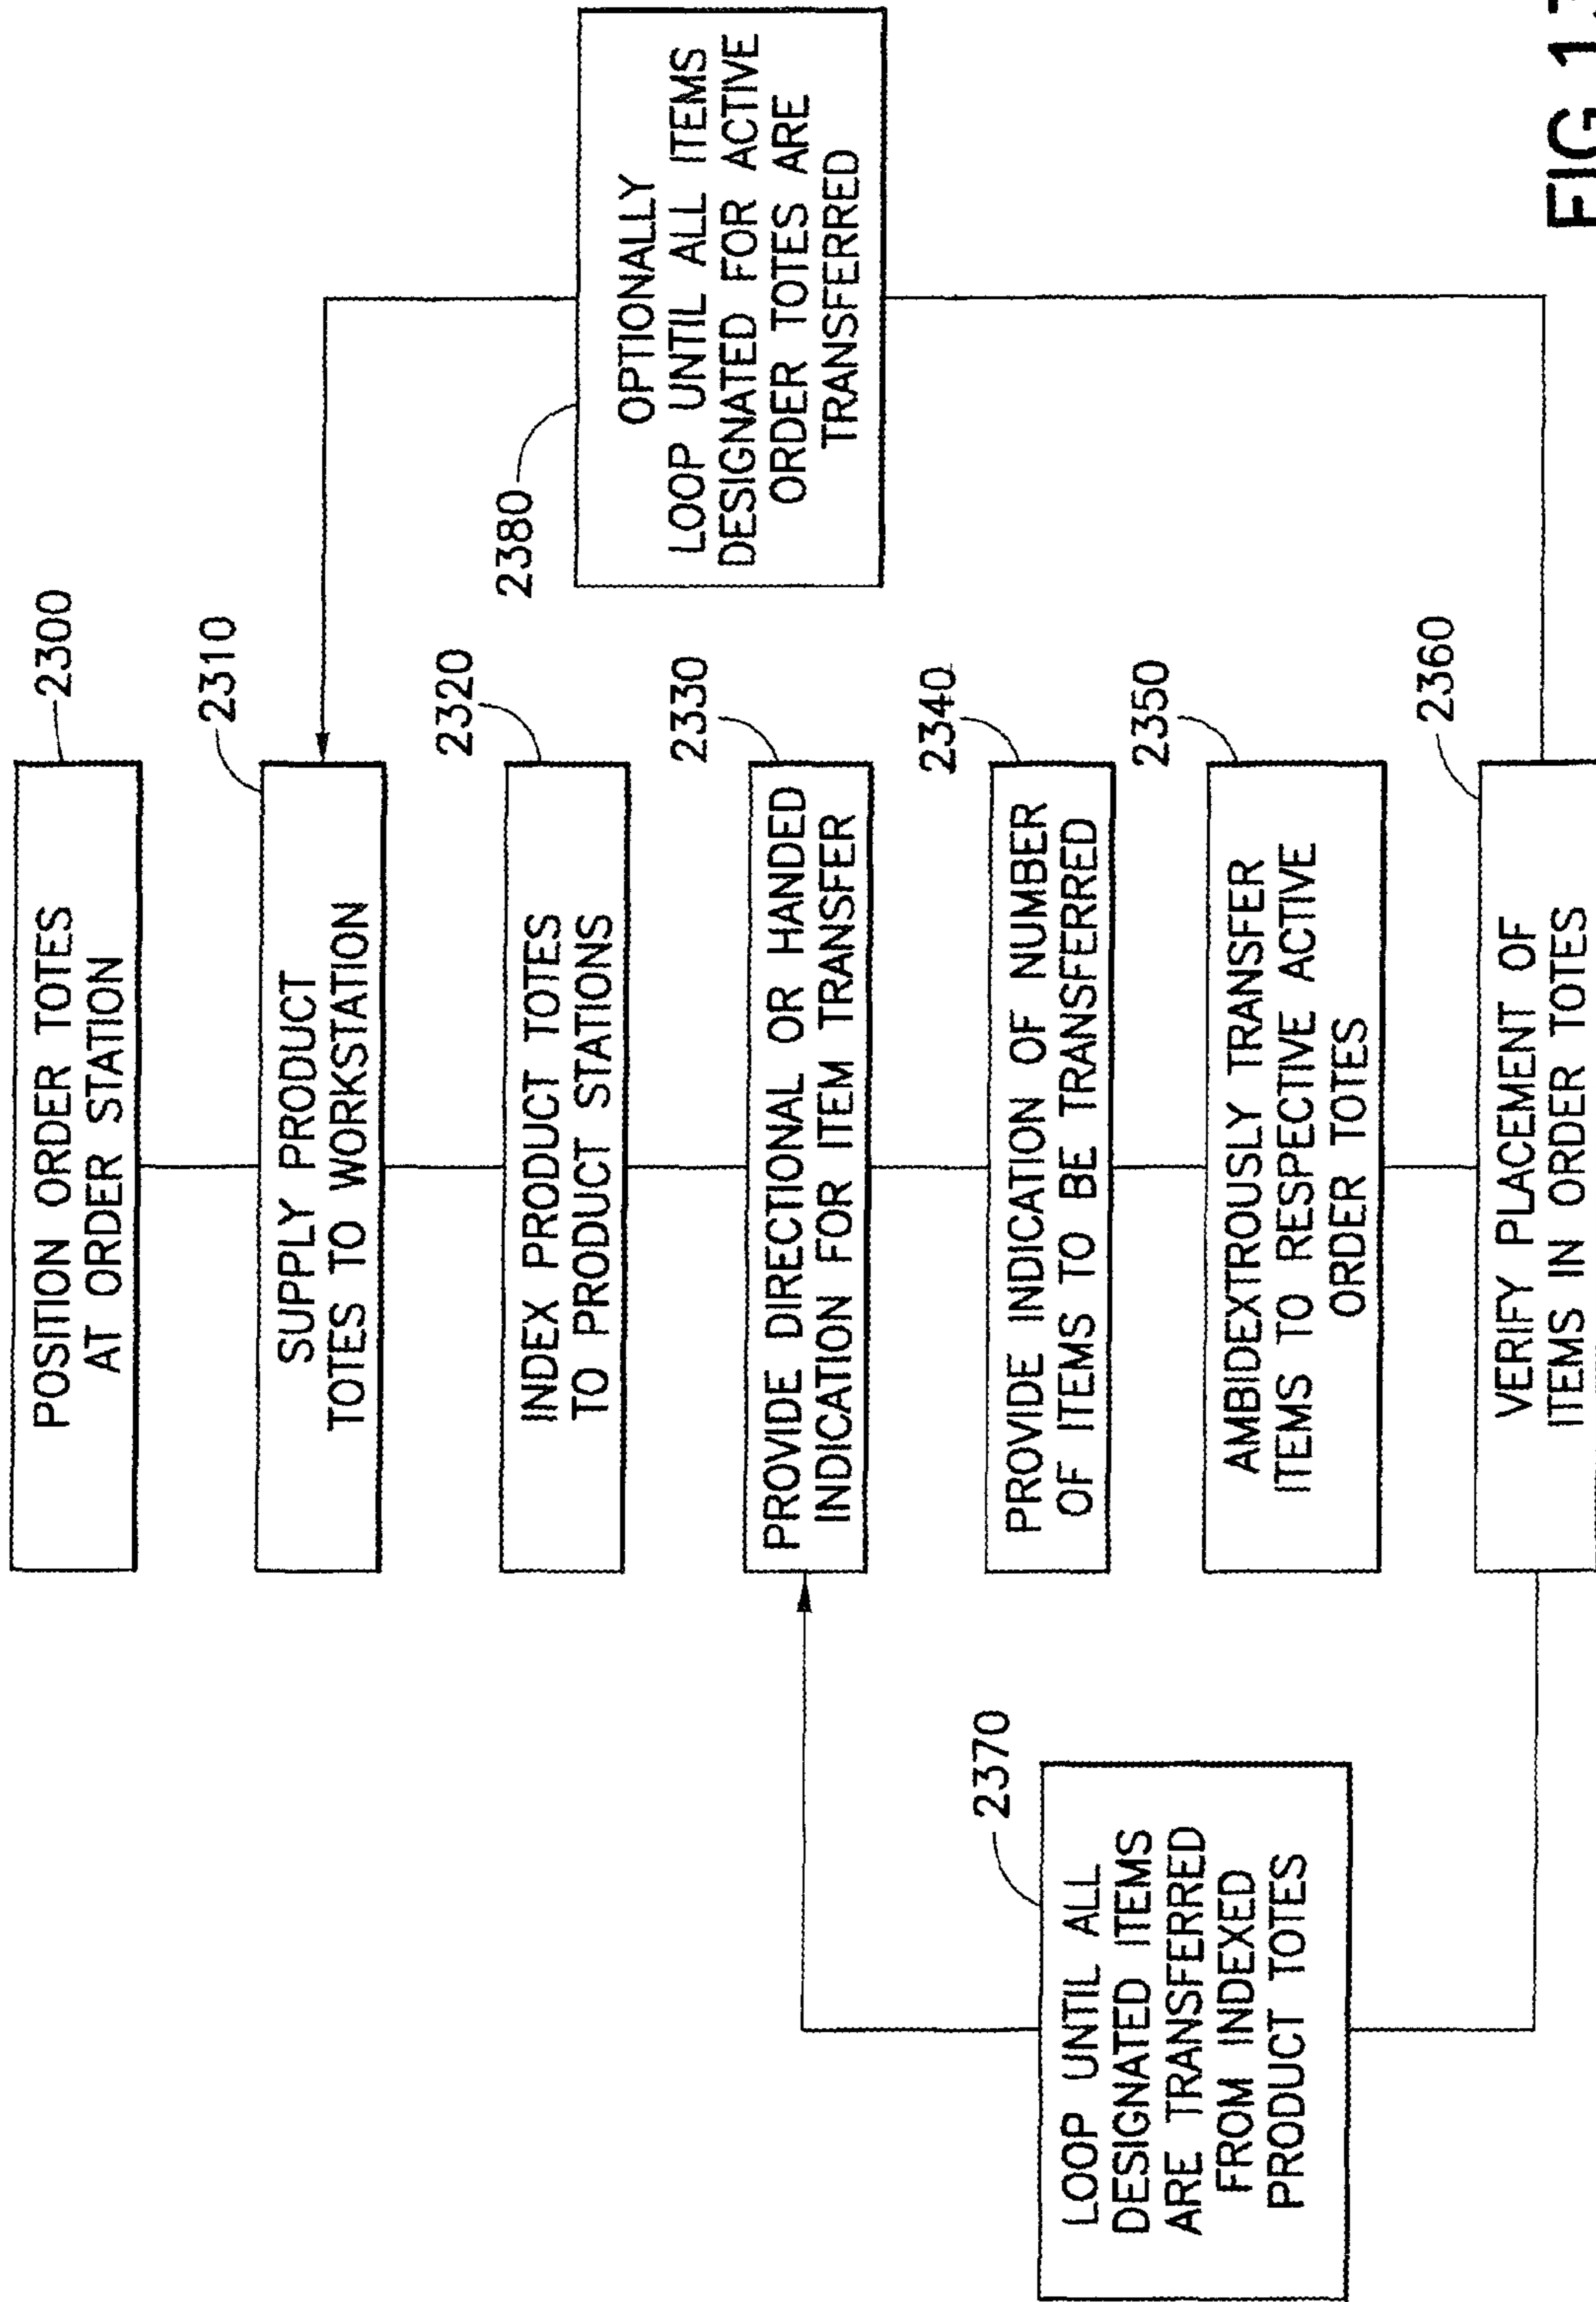 POSITION ORDER TOTES
AT ORDER STATION
2300
SUPPLY PRODUCT
TOTES TO WORKSTATION
2310
INDEX PRODUCT TOTES
TO PRODUCT STATIONS
2320
PROVIDE DIRECTIONAL OR HANDED
INDICATION FOR ITEM TRANSFER
2330
PROVIDE INDICATION OF NUMBER
OF ITEMS TO BE TRANSFERRED
2340
AMBIDEXTROUSLY TRANSFER
ITEMS TO RESPECTIVE ACTIVE
ORDER TOTES
2350
VERIFY PLACEMENT OF
ITEMS IN ORDER TOTES
2360
LOOP UNTIL ALL
DESIGNATED ITEMS
ARE TRANSFERRED
FROM INDEXED
PRODUCT TOTES
2370
OPTIONALLY
LOOP UNTIL ALL ITEMS
DESIGNATED FOR ACTIVE
ORDER TOTES ARE
TRANSFERRED
2380
FIG